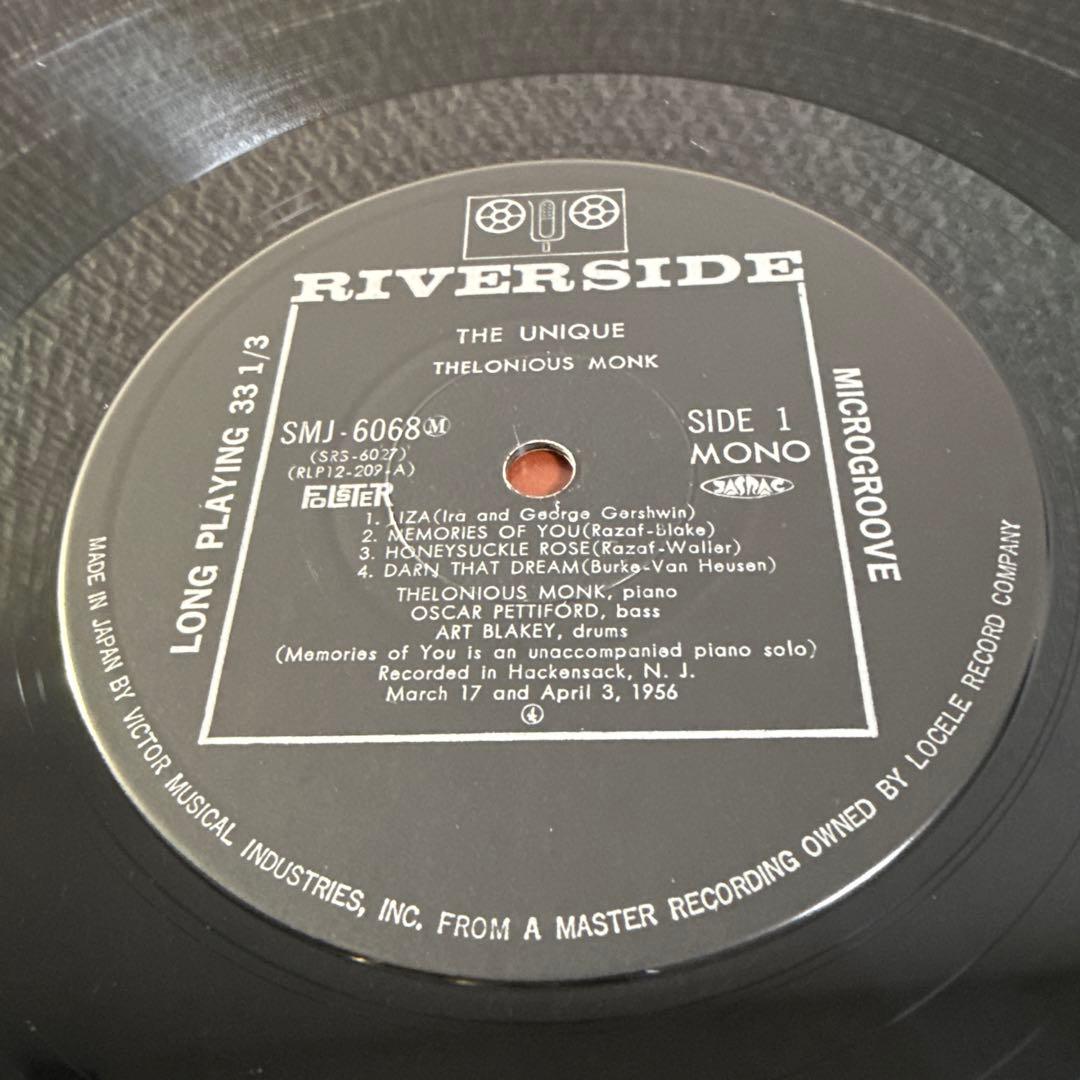 RIVERSIDE
THE UNIQUE
THELONIOUS MONK
LONG PLAYING 33 1/3
MICROGROOVE
SMJ-6068 Ⓜ
SIDE 1
(SRS-6027)
MONO
(RLP12-209-A)
JASRAC
FOLSTER
1. LIZA(Ira and George Gershwin)
2. MEMORIES OF YOU(Razaf-Blake)
3. HONEYSUCKLE ROSE(Razaf-Waller)
4. DARN THAT DREAM(Burke-Van Heusen)
THELONIOUS MONK, piano
OSCAR PETTIFORD, bass
ART BLAKEY, drums
(Memories of You is an unaccompanied piano solo)
Recorded in Hackensack, N. J.
March 17 and April 3, 1956
MADE IN JAPAN BY VICTOR MUSICAL INDUSTRIES, INC. FROM A MASTER RECORDING OWNED BY LOCELE RECORD COMPANY